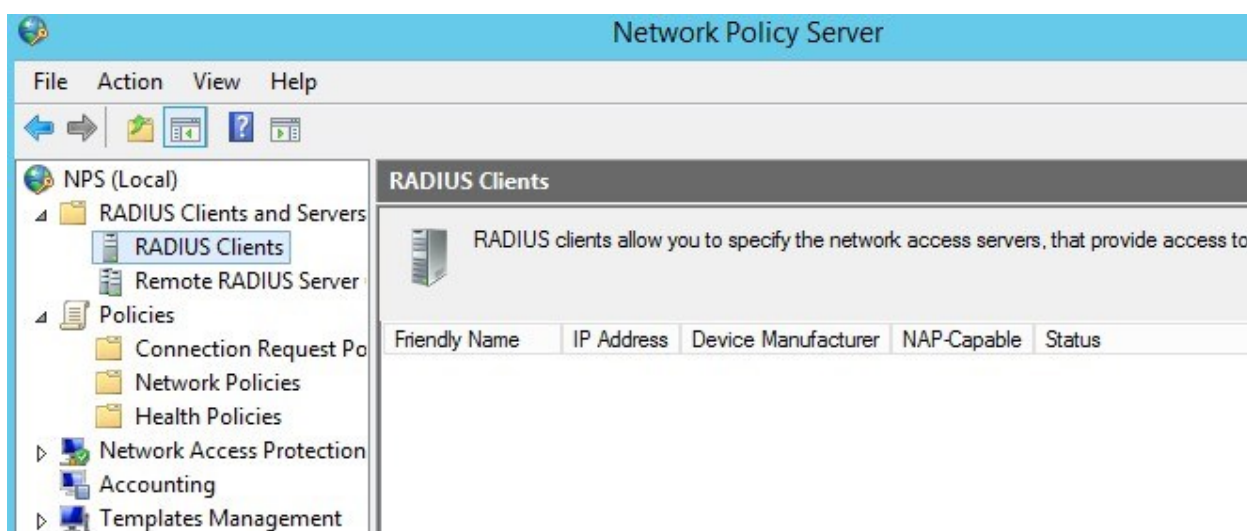 Network Policy Server
File Action View Help
NPS (Local)
RADIUS Clients and Servers
RADIUS Clients
Remote RADIUS Server
Policies
Connection Request Po
Network Policies
Health Policies
Network Access Protection
Accounting
Templates Management
RADIUS Clients
RADIUS clients allow you to specify the network access servers, that provide access to
Friendly Name IP Address Device Manufacturer NAP-Capable Status